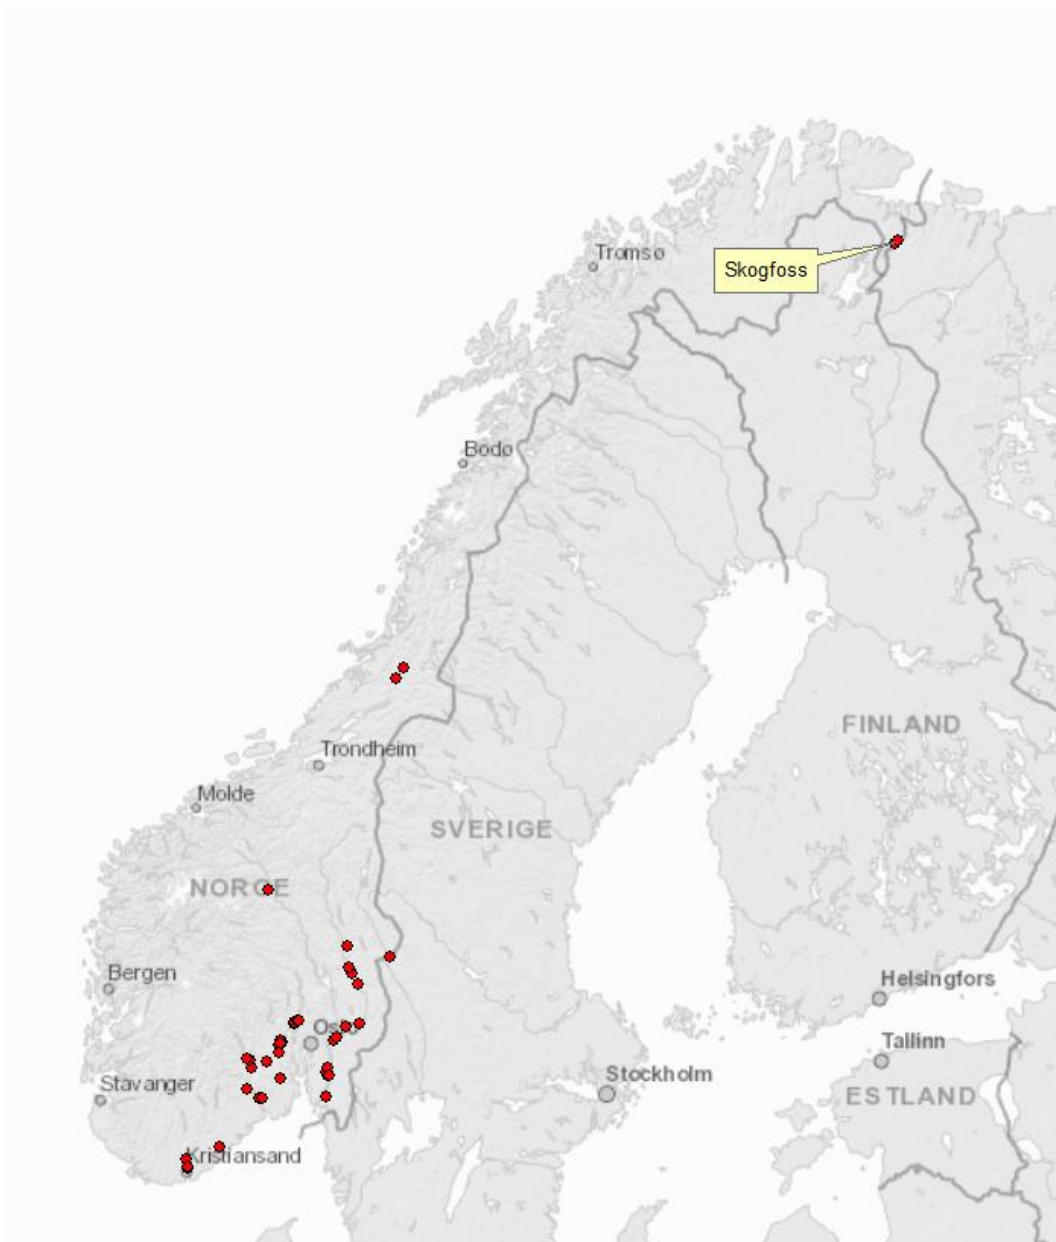 Tromsø
Skogfoss
Bodø
Trondheim
FINLAND
Molde
SVERIGE
NORGE
Bergen
Helsingfors
Oslo
Tallinn
Stockholm
Stavanger
ESTLAND
Kristiansand